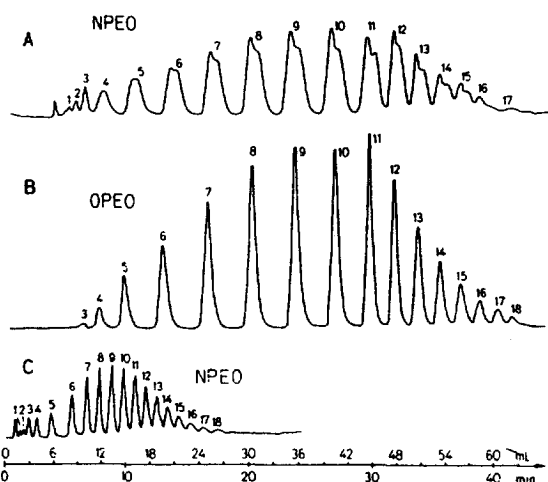 A NPEO
1 2 3 4 5 6 7 8 9 10 11 12 13 14 15 16 17
B OPEO
3 4 5 6 7 8 9 10 11 12 13 14 15 16 17 18
C NPEO
1 2 3 4 5 6 7 8 9 10 11 12 13 14 15 16 17 18
0 6 12 18 24 30 36 42 48 54 60 mL
0 10 20 30 40 min